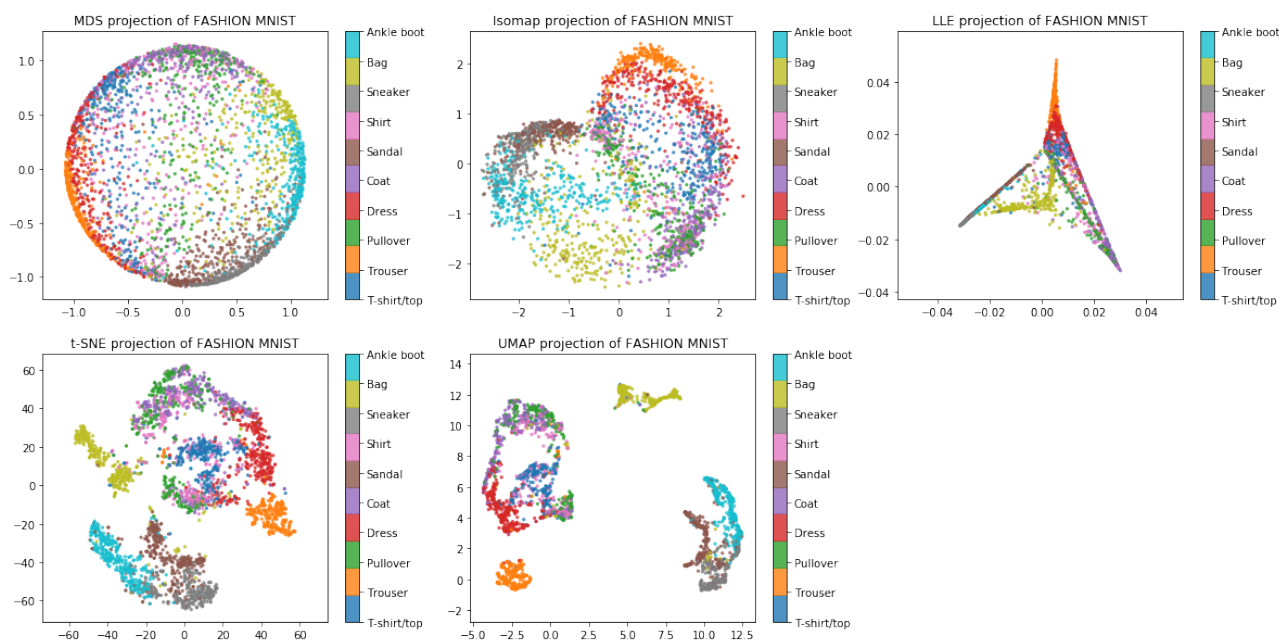 MDS projection of FASHION MNIST
1.0
0.5
0.0
−0.5
−1.0
−1.0 −0.5 0.0 0.5 1.0
Ankle boot
Bag
Sneaker
Shirt
Sandal
Coat
Dress
Pullover
Trouser
T-shirt/top
Isomap projection of FASHION MNIST
2
1
0
−1
−2
−2 −1 0 1 2
Ankle boot
Bag
Sneaker
Shirt
Sandal
Coat
Dress
Pullover
Trouser
T-shirt/top
LLE projection of FASHION MNIST
0.04
0.02
0.00
−0.02
−0.04
−0.04 −0.02 0.00 0.02 0.04
Ankle boot
Bag
Sneaker
Shirt
Sandal
Coat
Dress
Pullover
Trouser
T-shirt/top
t-SNE projection of FASHION MNIST
60
40
20
0
−20
−40
−60
−60 −40 −20 0 20 40 60
Ankle boot
Bag
Sneaker
Shirt
Sandal
Coat
Dress
Pullover
Trouser
T-shirt/top
UMAP projection of FASHION MNIST
14
12
10
8
6
4
2
0
−2
−5.0 −2.5 0.0 2.5 5.0 7.5 10.0 12.5
Ankle boot
Bag
Sneaker
Shirt
Sandal
Coat
Dress
Pullover
Trouser
T-shirt/top